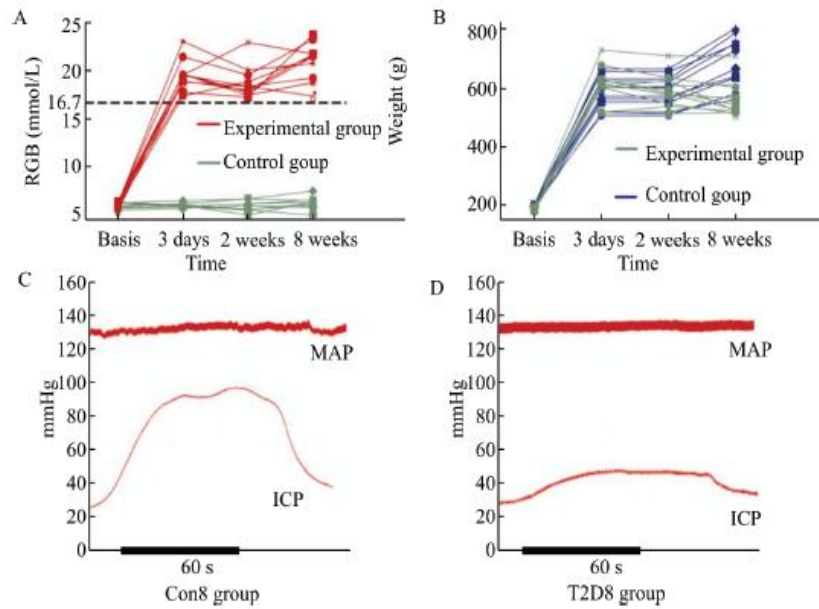 A
RGB (mmol/L)
25
20
16.7
15
5
Experimental group
Control goup
Basis 3 days 2 weeks 8 weeks
Time
B
Weight (g)
800
600
400
200
Experimental group
Control goup
Basis 3 days 2 weeks 8 weeks
Time
C
mmHg
160
140
120
100
80
60
40
20
0
MAP
ICP
60 s
Con8 group
D
mmHg
160
140
120
100
80
60
40
20
0
MAP
ICP
60 s
T2D8 group